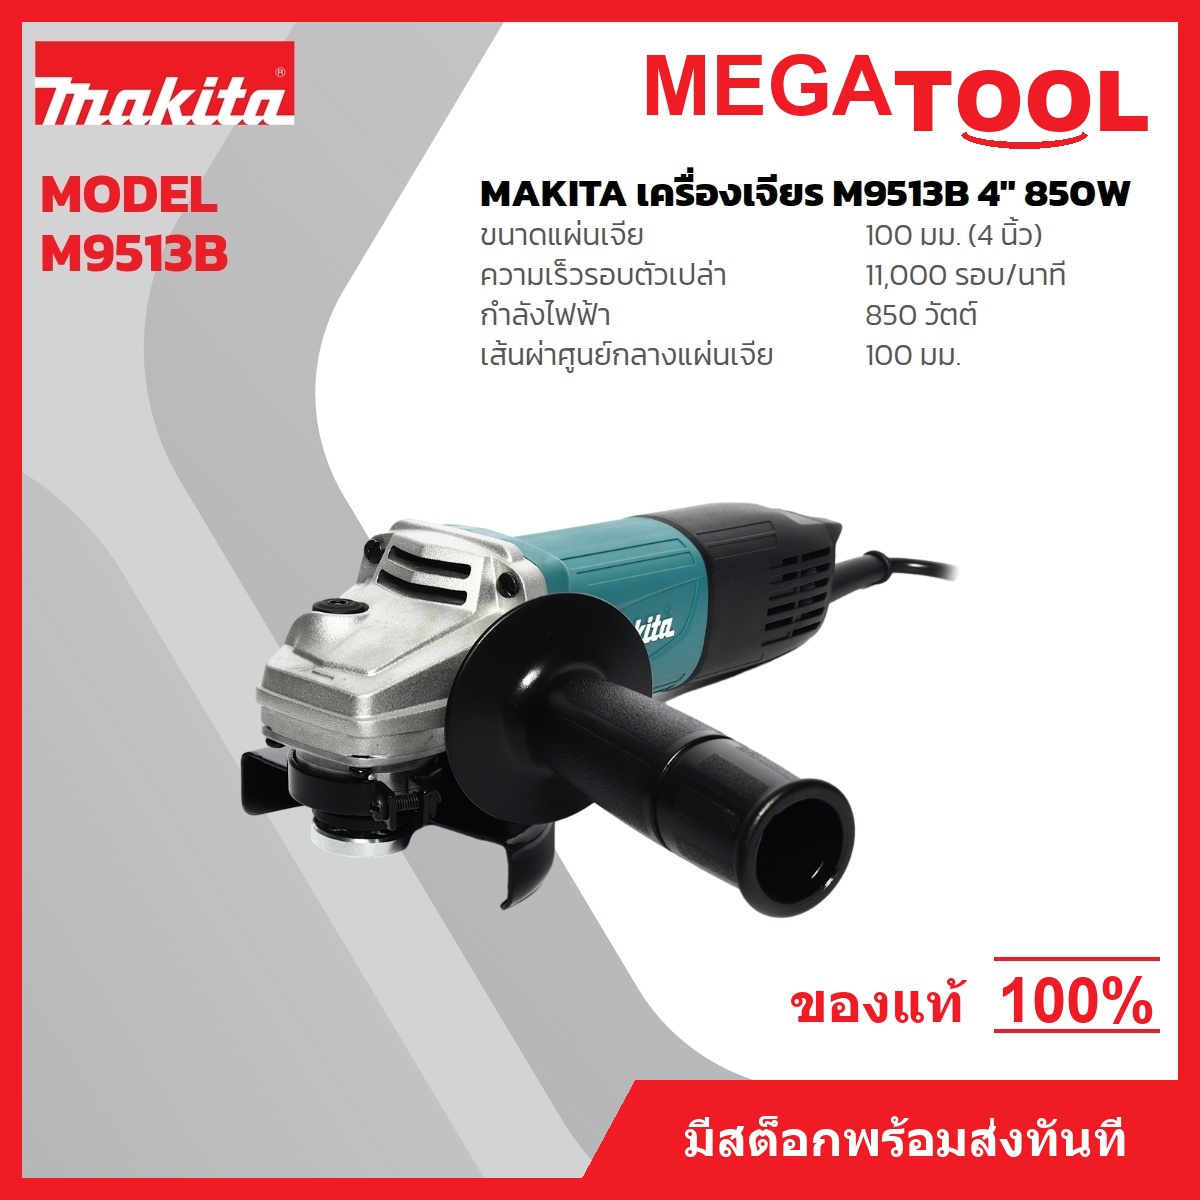 makita®
MEGATOOL
MODEL
M9513B
MAKITA เครื่องเจียร M9513B 4" 850W
ขนาดแผ่นเจีย 100 มม. (4 นิ้ว)
ความเร็วรอบตัวเปล่า 11,000 รอบ/นาที
กำลังไฟฟ้า 850 วัตต์
เส้นผ่าศูนย์กลางแผ่นเจีย 100 มม.
kita
ของแท้ 100%
มีสต็อกพร้อมส่งทันที